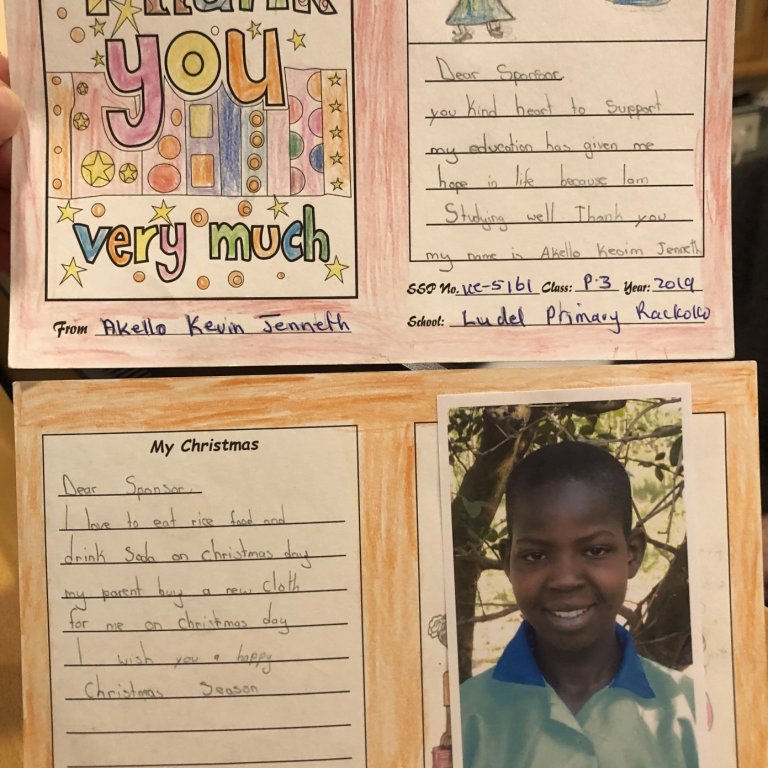 Thank
you
very much
From Akello Kevin Jenneth
Dear Sponsor
you kind heart to support
my education has given me
hope in life because Iam
Studying well. Thank you
my name is Akello Kevim Jenneth
SSP No. KC-5161 Class: P.3 Year: 2019
School: Ludel Primary Rackoko
My Christmas
Dear Sponsor,
I love to eat rice food and
drink Soda on Christmas day
my parent buy a new cloth
for me on Christmas day
I wish you a happy
Christmas Season